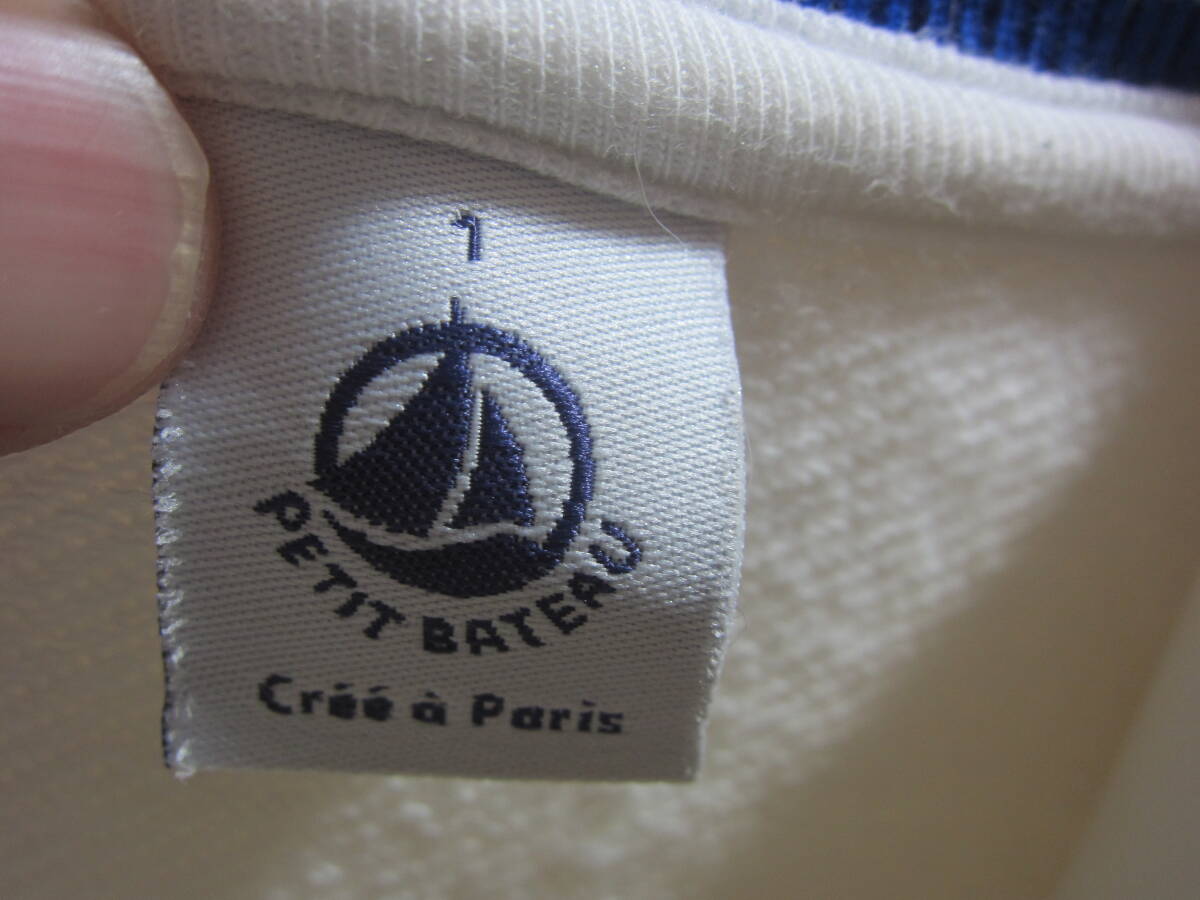 1
PETIT BATEAU
Créé à Paris